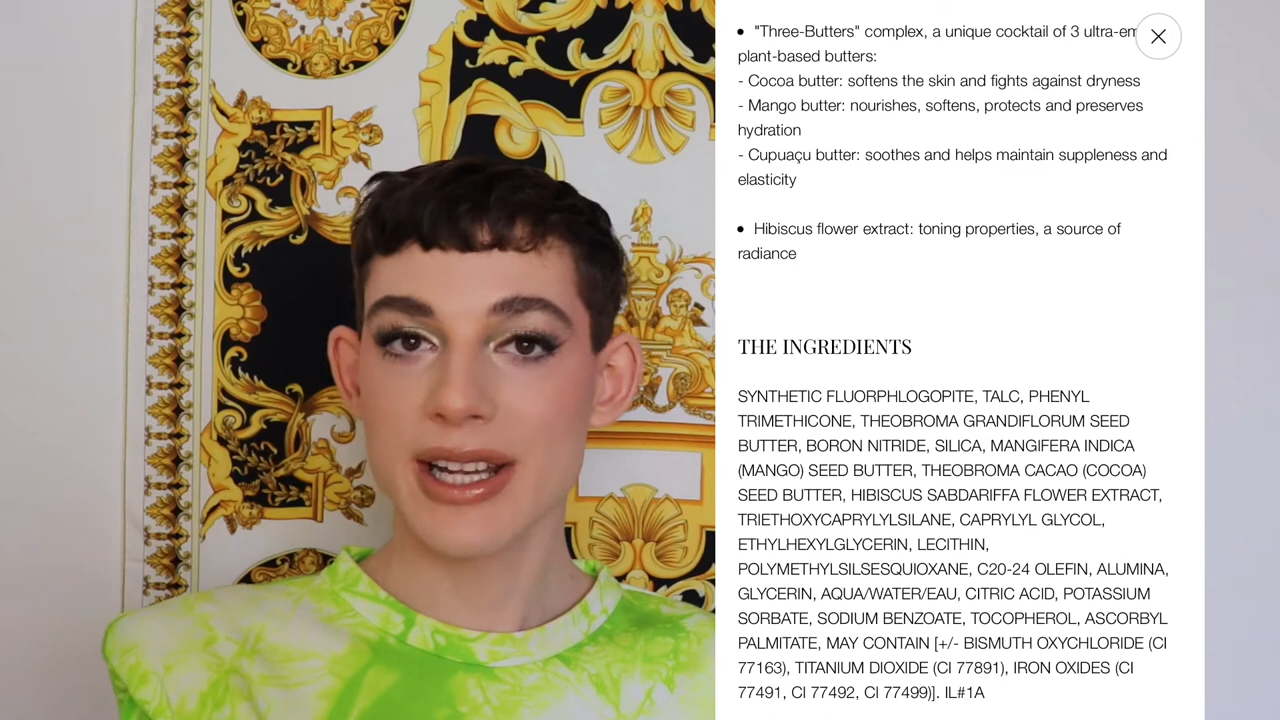 • "Three-Butters" complex, a unique cocktail of 3
plant-based butters:
- Cocoa butter: softens the skin and fights against dryness
- Mango butter: nourishes, softens, protects and preserves
hydration
- Cupuaçu butter: soothes and helps maintain suppleness and
elasticity
• Hibiscus flower extract: toning properties, a source of
radiance
THE INGREDIENTS
SYNTHETIC FLUORPHLOGOPITE, TALC, PHENYL
TRIMETHICONE, THEOBROMA GRANDIFLORUM SEED
BUTTER, BORON NITRIDE, SILICA, MANGIFERA INDICA
(MANGO) SEED BUTTER, THEOBROMA CACAO (COCOA)
SEED BUTTER, HIBISCUS SABDARIFFA FLOWER EXTRACT,
TRIETHOXYCAPRYLYLSILANE, CAPRYLYL GLYCOL,
ETHYLHEXYLGLYCERIN, LECITHIN,
POLYMETHYLSILSESQUIOXANE, C20-24 OLEFIN, ALUMINA,
GLYCERIN, AQUA/WATER/EAU, CITRIC ACID, POTASSIUM
SORBATE, SODIUM BENZOATE, TOCOPHEROL, ASCORBYL
PALMITATE, MAY CONTAIN [+/- BISMUTH OXYCHLORIDE (CI
77163), TITANIUM DIOXIDE (CI 77891), IRON OXIDES (CI
77491, CI 77492, CI 77499)]. IL#1A